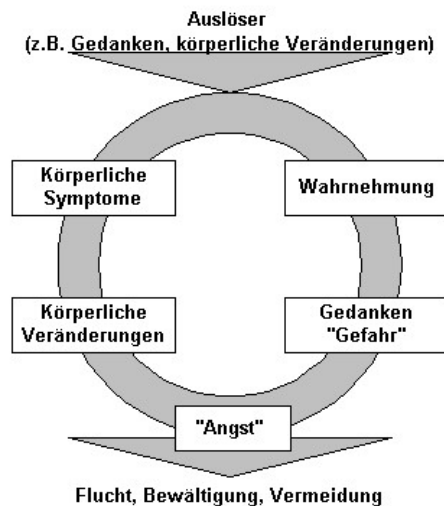 Auslöser
(z.B. Gedanken, körperliche Veränderungen)
Körperliche
Symptome
Wahrnehmung
Körperliche
Veränderungen
Gedanken
"Gefahr"
"Angst"
Flucht, Bewältigung, Vermeidung